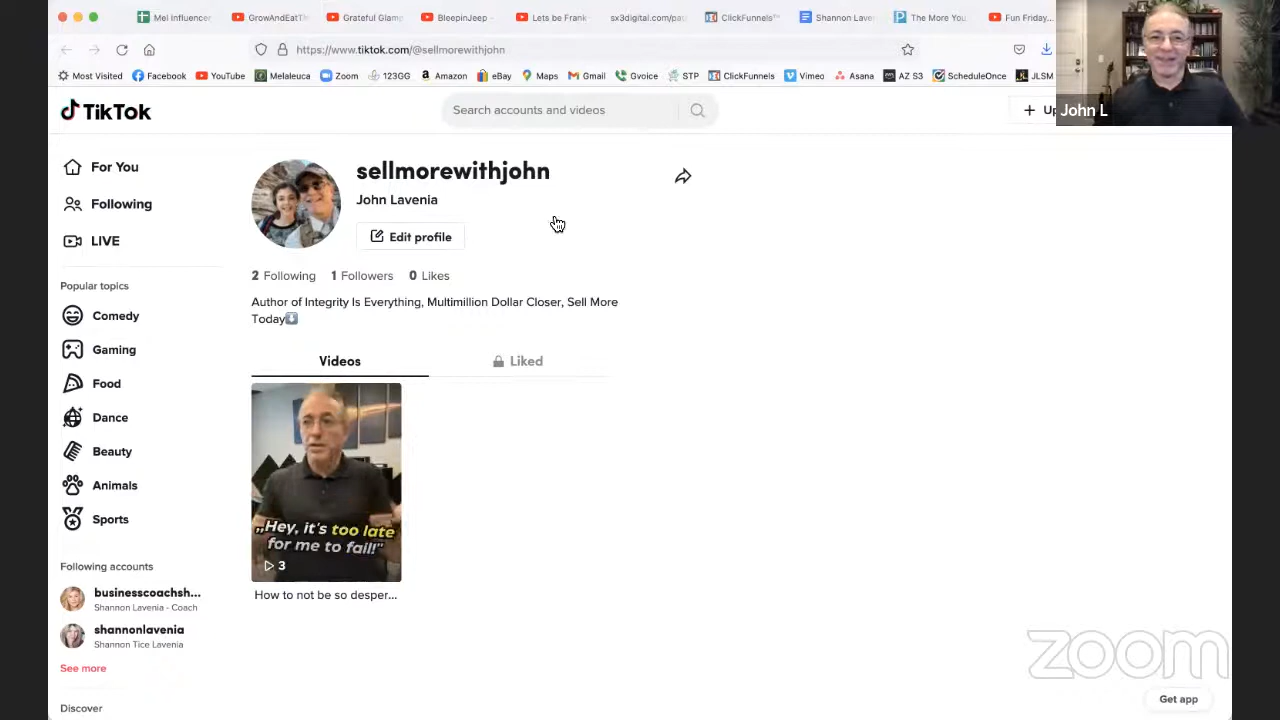 Mel Influencer
GrowAndEatTh
Grateful Glamp
BleepinJeep -
Lets be Frank -
sx3digital.com/pau
ClickFunnels™
Shannon Laver
The More You
Fun Friday...
https://www.tiktok.com/@sellmorewithjohn
Most Visited
Facebook
YouTube
Melaleuca
Zoom
123GG
Amazon
eBay
Maps
Gmail
Gvoice
STP
ClickFunnels
Vimeo
Asana
AZ S3
ScheduleOnce
JLSM
John L
TikTok
Search accounts and videos
For You
Following
LIVE
Popular topics
Comedy
Gaming
Food
Dance
Beauty
Animals
Sports
Following accounts
businesscoachsh...
Shannon Lavenia - Coach
shannonlavenia
Shannon Tice Lavenia
See more
Discover
sellmorewithjohn
John Lavenia
Edit profile
2 Following 1 Followers 0 Likes
Author of Integrity Is Everything, Multimillion Dollar Closer, Sell More
Today⬇️
Videos
Liked
„Hey, it's too late
for me to fail!"
3
How to not be so desper...
zoom
Get app